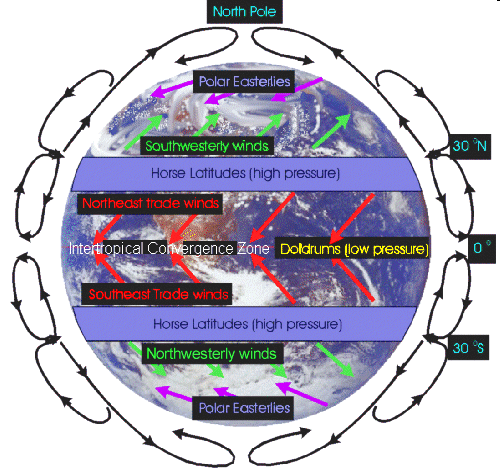 North Pole
Polar Easterlies
Southwesterly winds
30 °N
Horse Latitudes (high pressure)
Northeast trade winds
Intertropical Convergence Zone
Doldrums (low pressure)
0 °
Southeast Trade winds
Horse Latitudes (high pressure)
30 °S
Northwesterly winds
Polar Easterlies